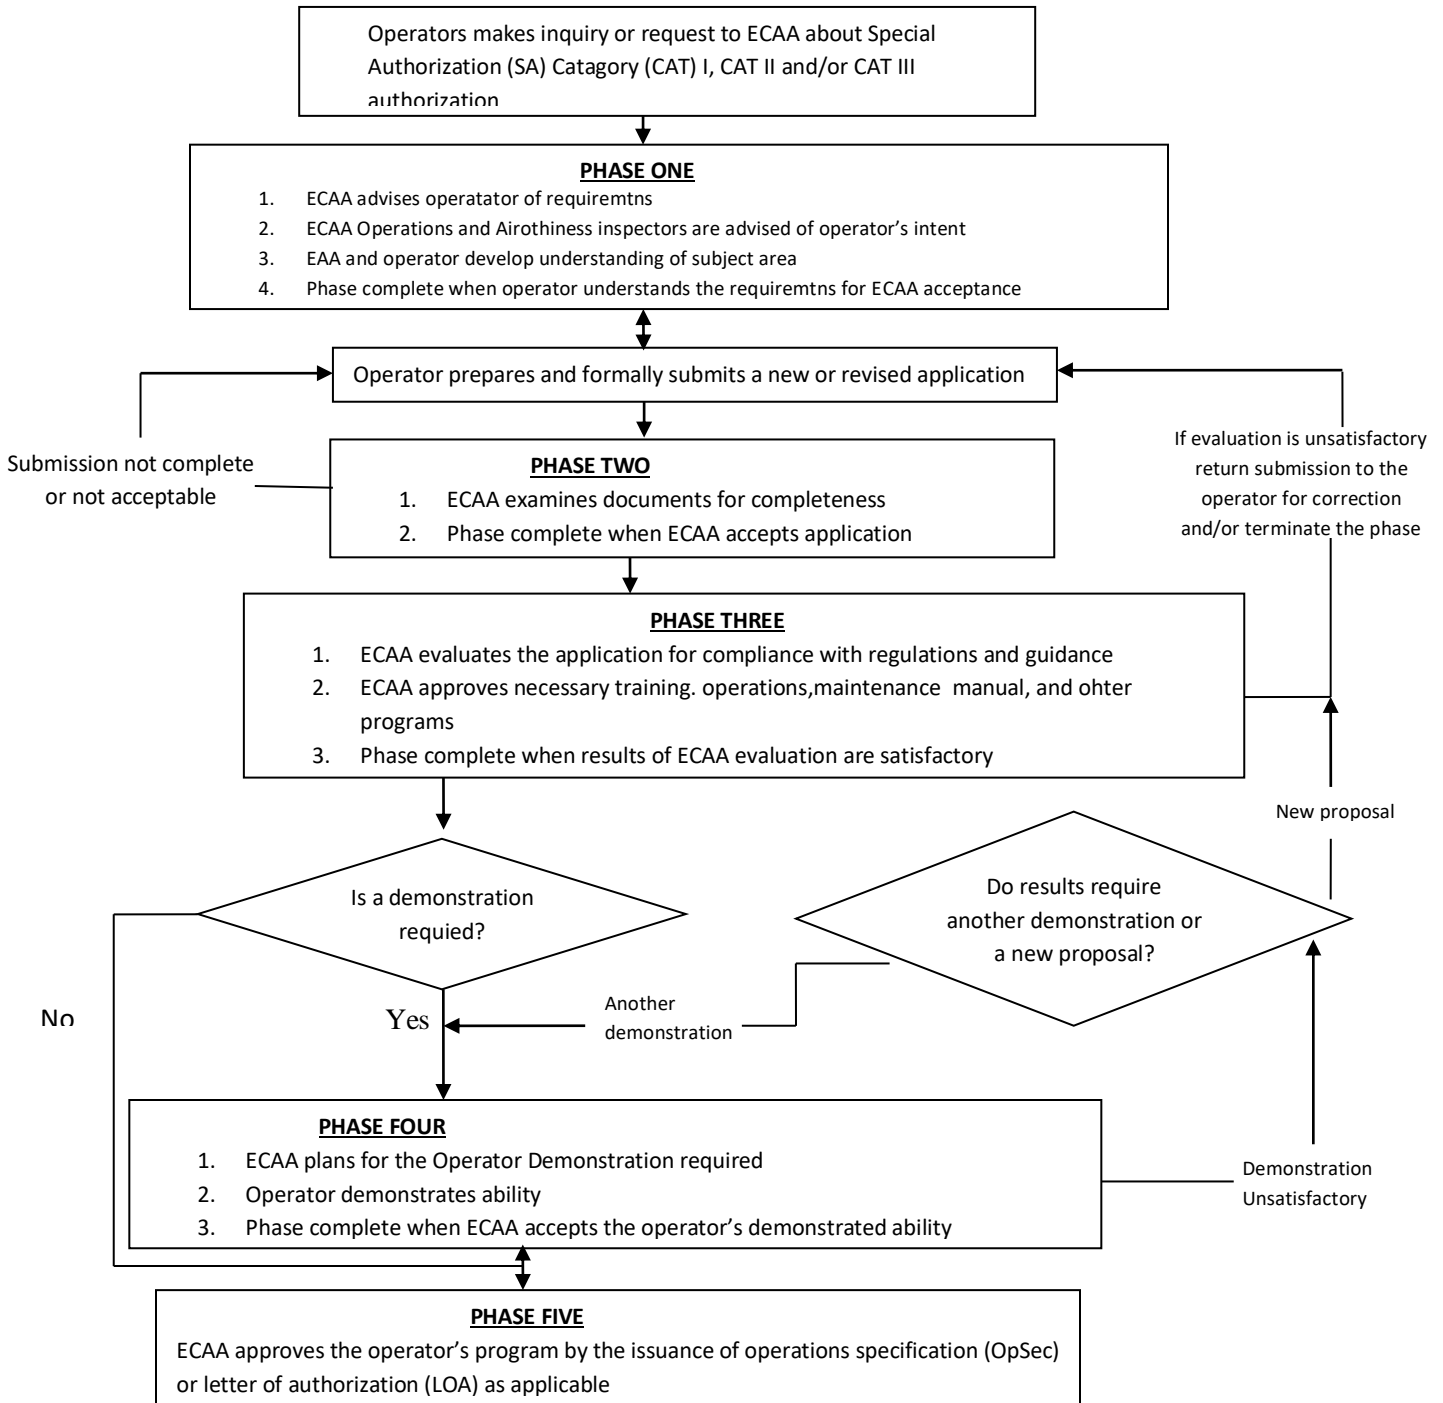 Operators makes inquiry or request to ECAA about Special
Authorization (SA) Catagory (CAT) I, CAT II and/or CAT III
authorization
PHASE ONE
1. ECAA advises operatator of requiremtns
2. ECAA Operations and Airothiness inspectors are advised of operator’s intent
3. EAA and operator develop understanding of subject area
4. Phase complete when operator understands the requiremtns for ECAA acceptance
Operator prepares and formally submits a new or revised application
Submission not complete
or not acceptable
If evaluation is unsatisfactory
return submission to the
operator for correction
and/or terminate the phase
PHASE TWO
1. ECAA examines documents for completeness
2. Phase complete when ECAA accepts application
PHASE THREE
1. ECAA evaluates the application for compliance with regulations and guidance
2. ECAA approves necessary training. operations,maintenance manual, and ohter
programs
3. Phase complete when results of ECAA evaluation are satisfactory
New proposal
Is a demonstration
requied?
Do results require
another demonstration or
a new proposal?
No
Yes
Another
demonstration
PHASE FOUR
1. ECAA plans for the Operator Demonstration required
2. Operator demonstrates ability
3. Phase complete when ECAA accepts the operator’s demonstrated ability
Demonstration
Unsatisfactory
PHASE FIVE
ECAA approves the operator’s program by the issuance of operations specification (OpSec)
or letter of authorization (LOA) as applicable